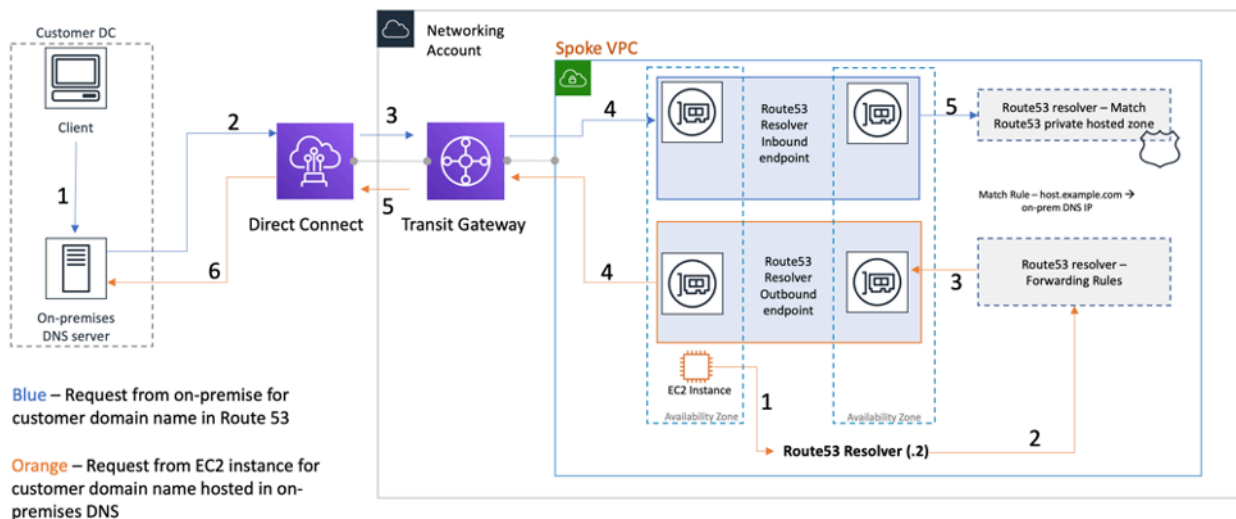 Customer DC
Client
1
On-premises
DNS server
2
6
Direct Connect
3
5
Transit Gateway
Networking
Account
Spoke VPC
4
4
Route53
Resolver
Inbound
endpoint
5
Route53 resolver – Match
Route53 private hosted zone
Match Rule – host.example.com →
on-prem DNS IP
Route53
Resolver
Outbound
endpoint
3
Route53 resolver –
Forwarding Rules
EC2 Instance
1
Availability Zone
Availability Zone
Route53 Resolver (.2)
2
Blue – Request from on-premise for
customer domain name in Route 53
Orange – Request from EC2 instance for
customer domain name hosted in on-
premises DNS